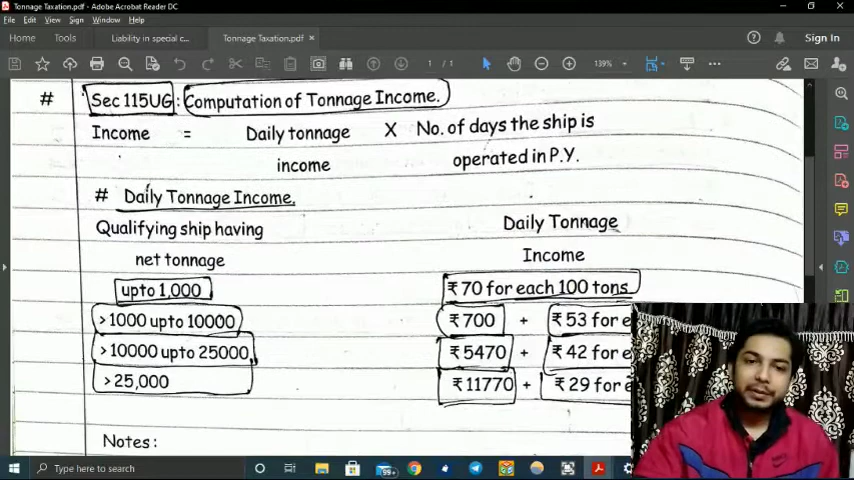 Tonnage Taxation.pdf - Adobe Acrobat Reader DC
File Edit View Sign Window Help
Home Tools Liability in special c... Tonnage Taxation.pdf × Sign In
1 / 1 139%
# Sec 115UG : Computation of Tonnage Income.
Income = Daily tonnage X No. of days the ship is
income operated in P.Y.
# Daily Tonnage Income.
Qualifying ship having Daily Tonnage
net tonnage Income
upto 1,000 ₹ 70 for each 100 tons
> 1000 upto 10000 ₹ 700 + ₹ 53 for e
> 10000 upto 25000 ₹ 5470 + ₹ 42 for e
> 25,000 ₹ 11770 + ₹ 29 for e
Notes :
Type here to search 99+